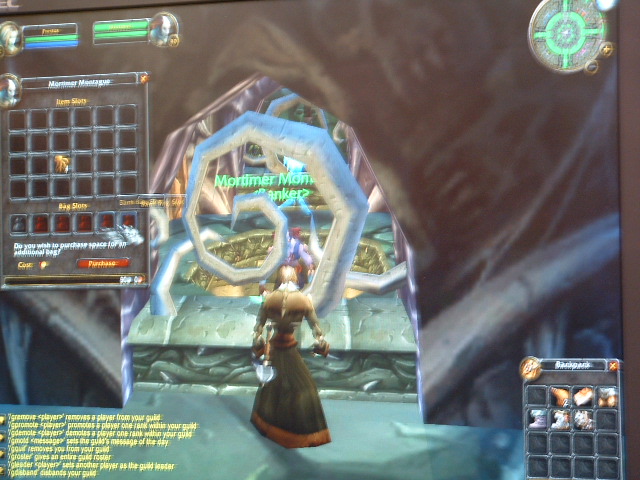 Mortimer Montague
Item Slots
Bag Slots
Do you wish to purchase space for an
additional bag?
Cost:
Purchase
Mortimer Mon
<Banker>
Backpack
'/gremove <player>' removes a player from your guild
'/gpromote <player>' promotes a player one rank within your guild
'/gdemote <player>' demotes a player one rank within your guild
'/gmotd <message>' sets the guild's message of the day
'/gquit' removes you from your guild
'/groster' gives an entire guild roster
'/gleader <player>' sets another player as the guild leader
'/gdisband' disbands your guild